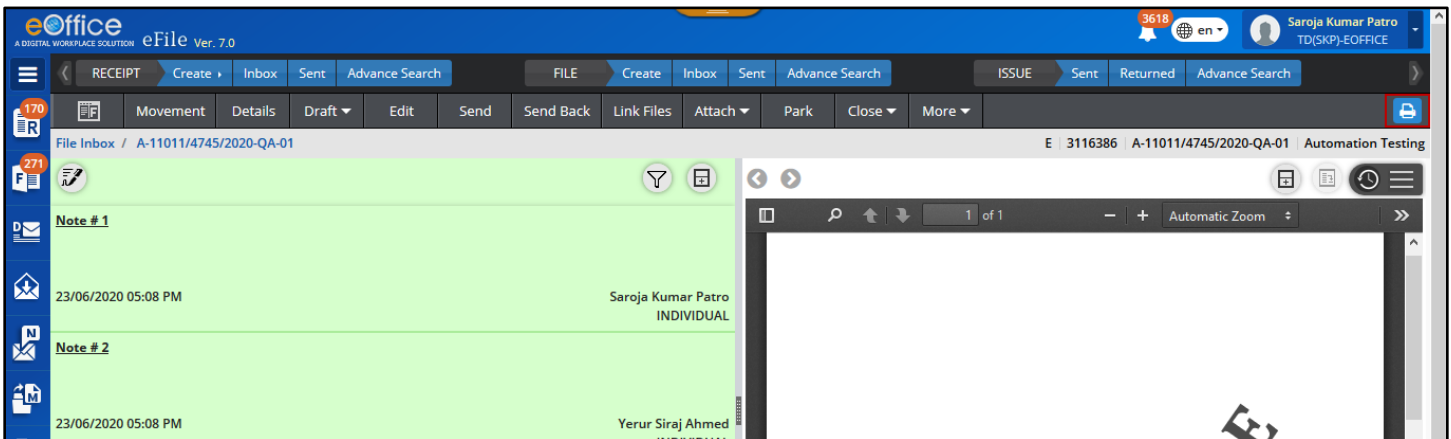 eOffice
A DIGITAL WORKPLACE SOLUTION eFile Ver. 7.0
3618
en
Saroja Kumar Patro
TD(SKP)-EOFFICE
RECEIPT Create Inbox Sent Advance Search FILE Create Inbox Sent Advance Search ISSUE Sent Returned Advance Search
170
R
F Movement Details Draft Edit Send Send Back Link Files Attach Park Close More
File Inbox / A-11011/4745/2020-QA-01 E 3116386 A-11011/4745/2020-QA-01 Automation Testing
271
F
Note # 1
1 of 1 Automatic Zoom
D
23/06/2020 05:08 PM Saroja Kumar Patro
INDIVIDUAL
N
Note # 2
M
23/06/2020 05:08 PM Yerur Siraj Ahmed
INDIVIDUAL
E